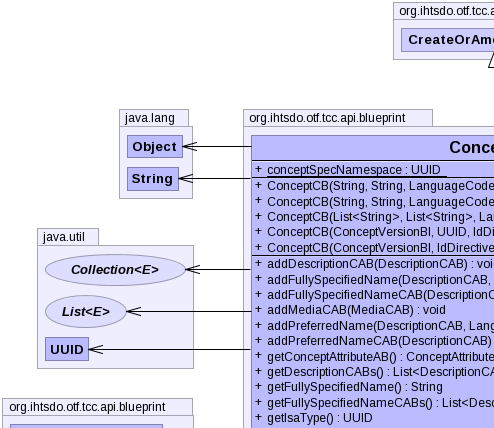 org.ihtsdo.otf.tcc.a
CreateOrAm
java.lang
Object
String
org.ihtsdo.otf.tcc.api.blueprint
Conce
+ conceptSpecNamespace : UUID
+ ConceptCB(String, String, LanguageCode
+ ConceptCB(String, String, LanguageCode
+ ConceptCB(List<String>, List<String>, La
+ ConceptCB(ConceptVersionBI, UUID, IdDi
+ ConceptCB(ConceptVersionBI, IdDirective
java.util
Collection<E>
List<E>
UUID
+ addDescriptionCAB(DescriptionCAB) : voi
+ addFullySpecifiedName(DescriptionCAB,
+ addFullySpecifiedNameCAB(Description
+ addMediaCAB(MediaCAB) : void
+ addPreferredName(DescriptionCAB, Lang
+ addPreferredNameCAB(DescriptionCAB)
+ getConceptAttributeAB() : ConceptAttribute
+ getDescriptionCABs() : List<DescriptionCA
+ getFullySpecifiedName() : String
+ getFullySpecifiedNameCABs() : List<Desc
+ getIsaType() : UUID
org.ihtsdo.otf.tcc.api.blueprint